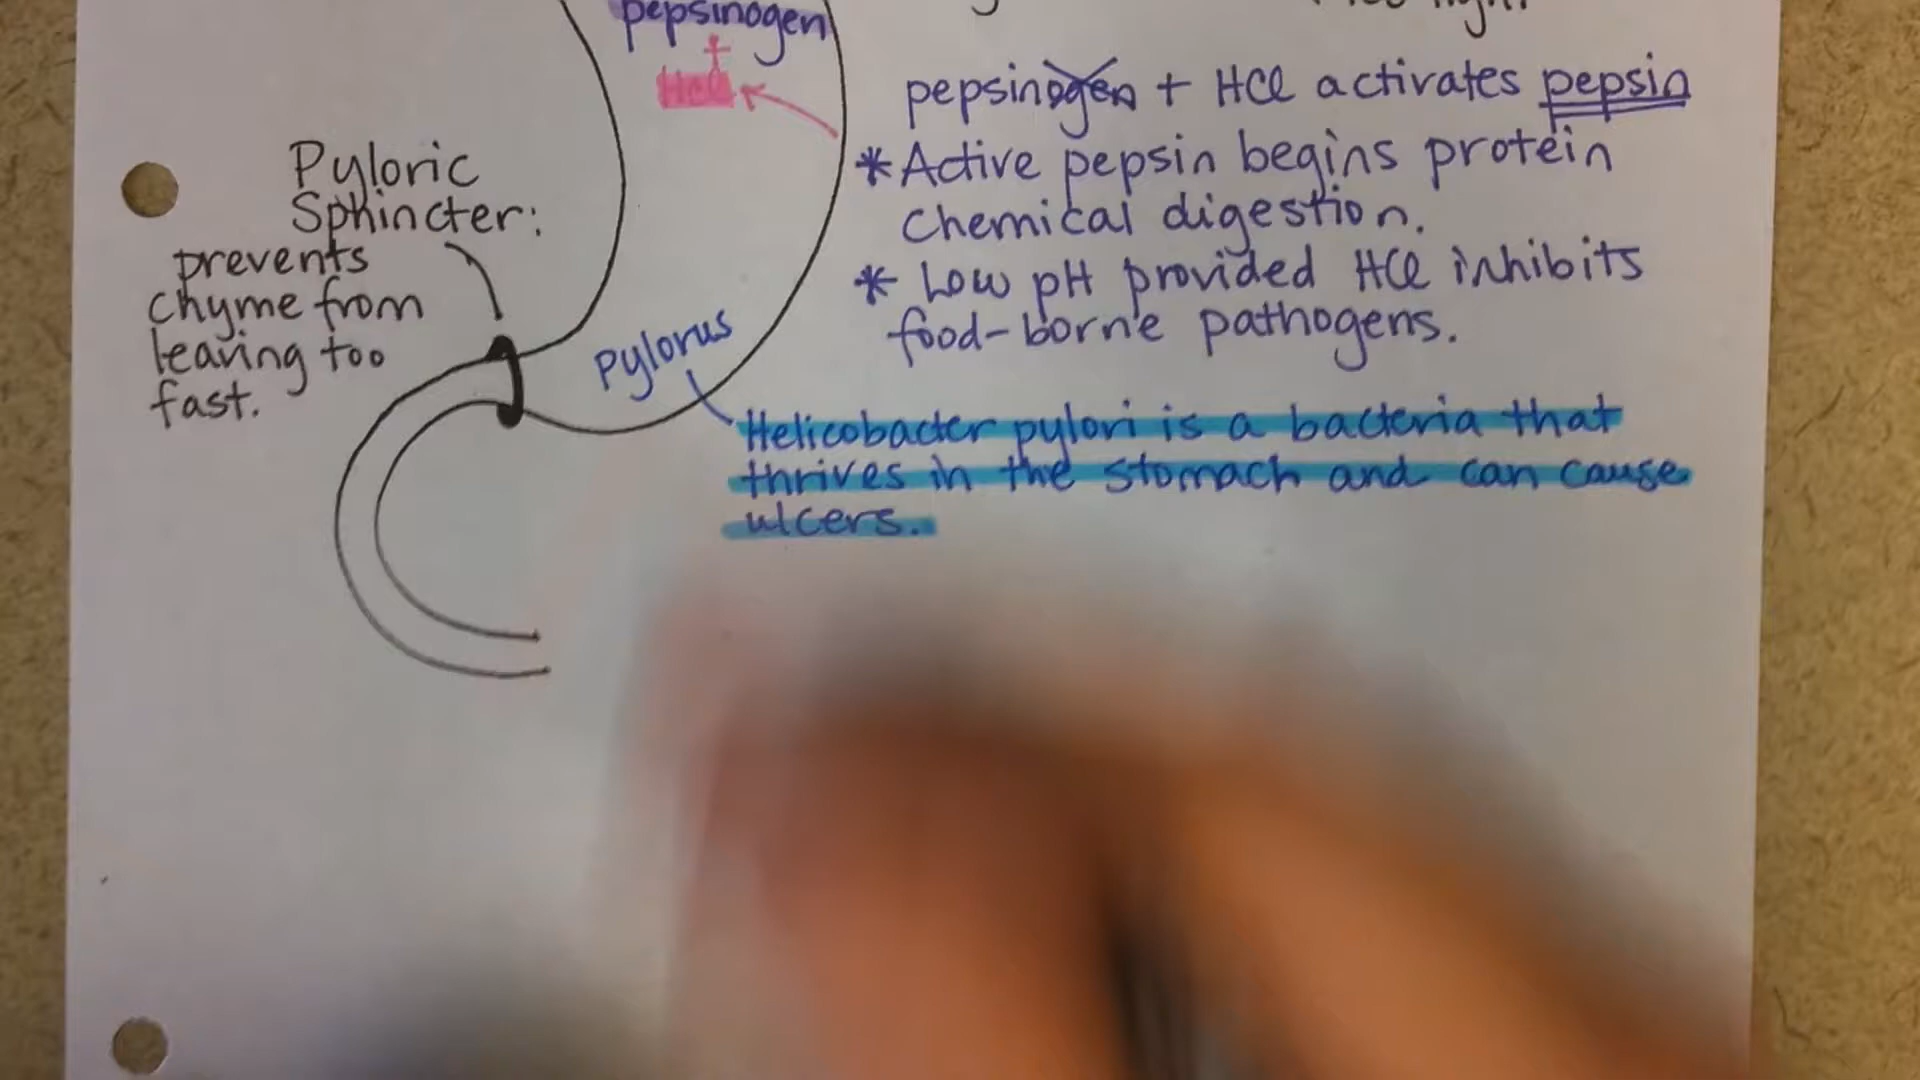 pepsinogen
+
HCl
pepsinogen + HCl activates pepsin
* Active pepsin begins protein
chemical digestion.
* Low pH provided HCl inhibits
food-borne pathogens.
Pyloric
Sphincter:
prevents
chyme from
leaving too
fast.
Pylorus
Helicobacter pylori is a bacteria that
thrives in the stomach and can cause
ulcers.